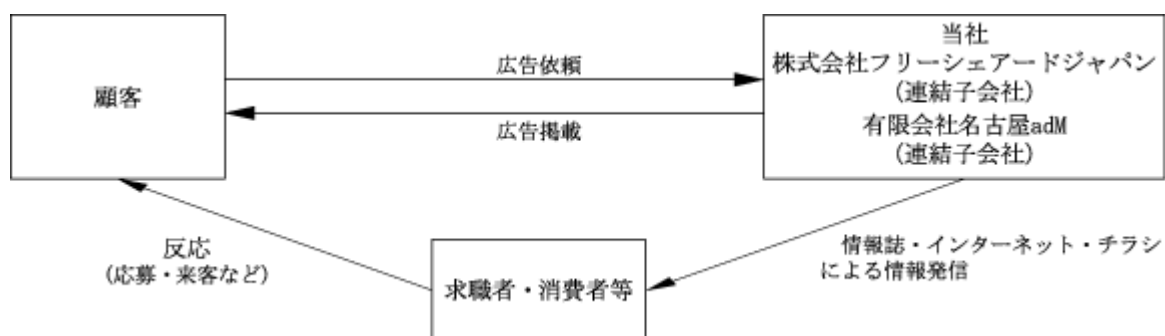 顧客
広告依頼
広告掲載
当社
株式会社フリーシェアードジャパン
(連結子会社)
有限会社名古屋adM
(連結子会社)
反応
(応募・来客など)
求職者・消費者等
情報誌・インターネット・チラシ
による情報発信